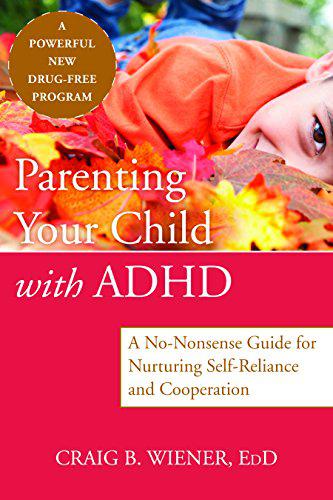 A
POWERFUL
NEW
DRUG-FREE
PROGRAM
Parenting
Your Child
with ADHD
A No-Nonsense Guide for
Nurturing Self-Reliance
and Cooperation
CRAIG B. WIENER, EDD